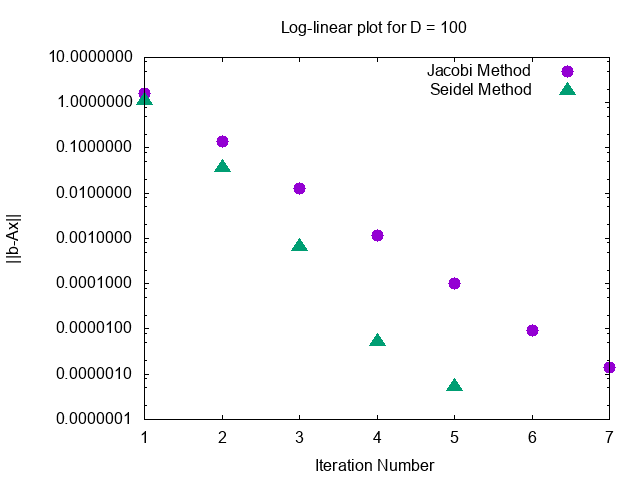 Log-linear plot for D = 100
Jacobi Method
Seidel Method
10.0000000
1.0000000
0.1000000
0.0100000
0.0010000
0.0001000
0.0000100
0.0000010
0.0000001
||b-Ax||
1 2 3 4 5 6 7
Iteration Number